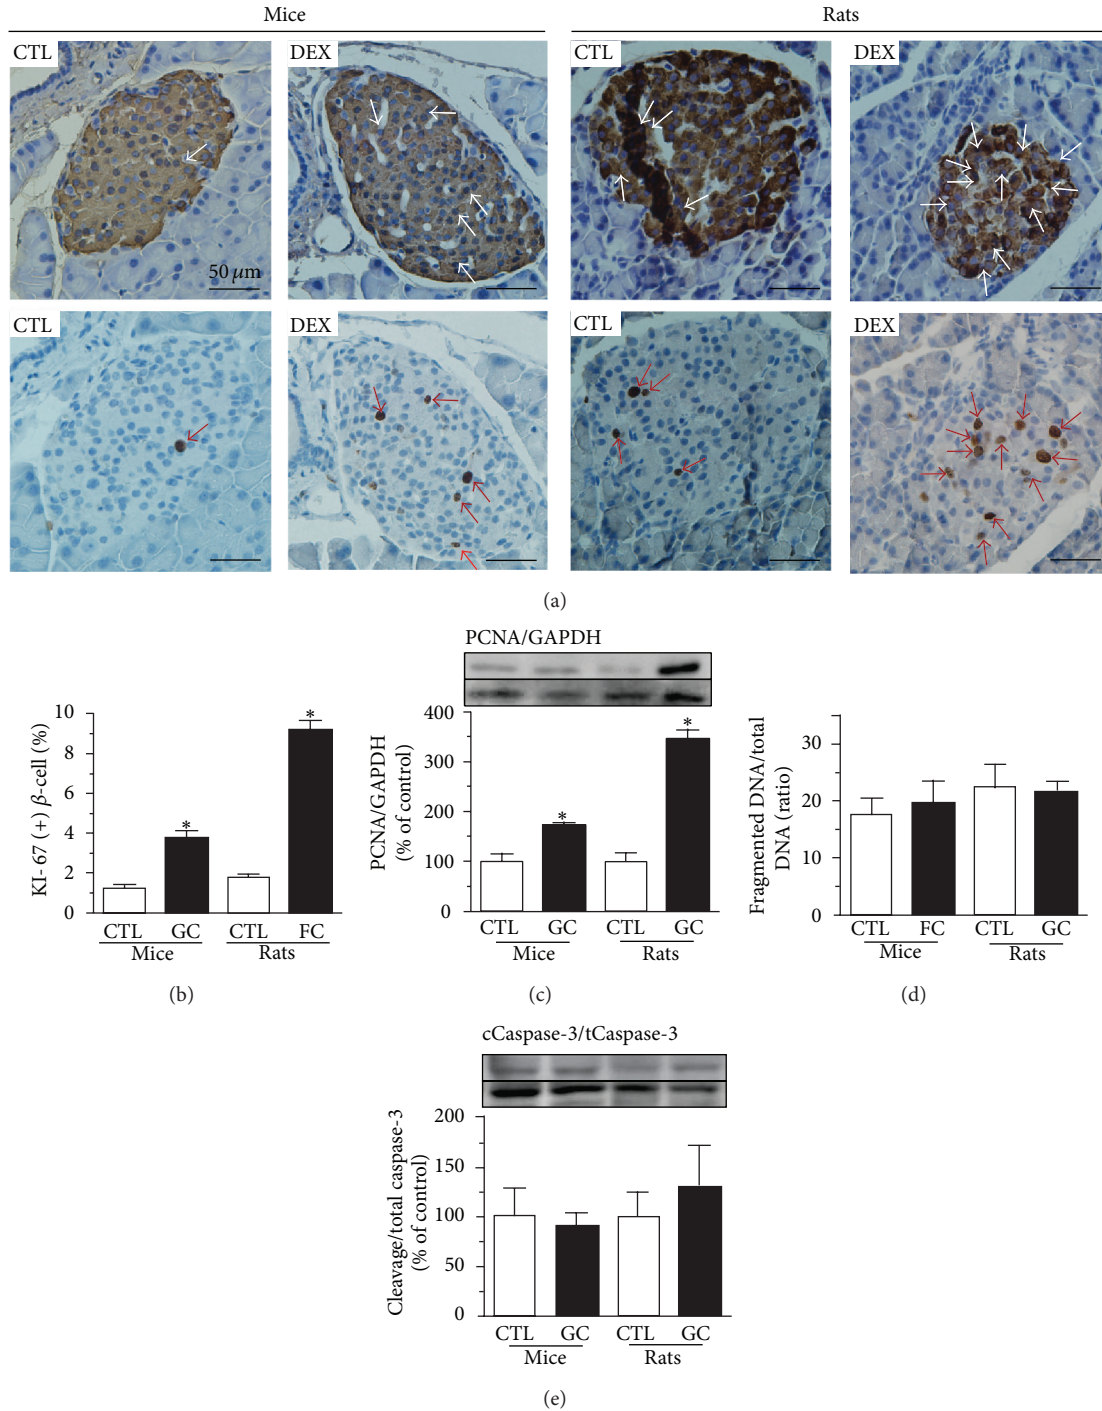 Mice
Rats
CTL
DEX
CTL
DEX
50 μm
CTL
DEX
CTL
DEX
(a)
KI-67 (+) β-cell (%)
10
8
6
4
2
0
*
*
CTL GC CTL FC
Mice Rats
(b)
PCNA/GAPDH
PCNA/GAPDH
(% of control)
400
300
200
100
0
*
*
CTL GC CTL GC
Mice Rats
(c)
Fragmented DNA/total
DNA (ratio)
30
20
10
0
CTL FC CTL GC
Mice Rats
(d)
cCaspase-3/tCaspase-3
Cleavage/total caspase-3
(% of control)
200
150
100
50
0
CTL GC CTL GC
Mice Rats
(e)